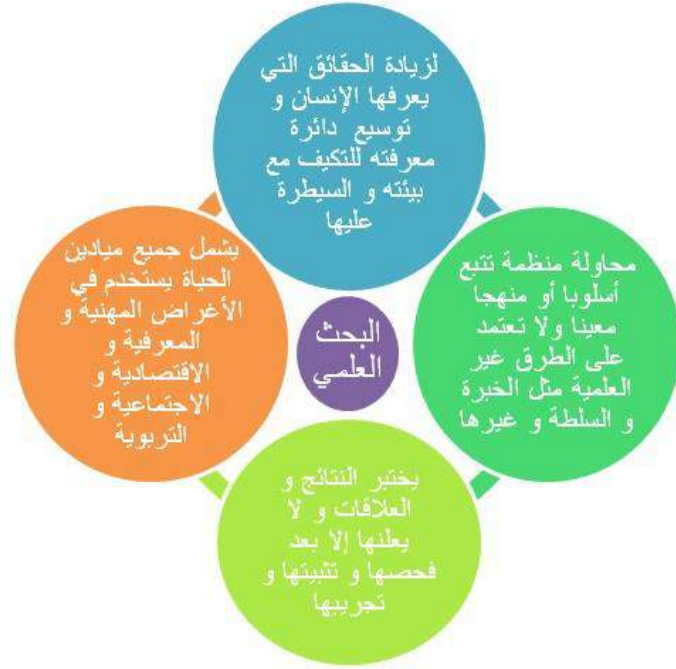 لزيادة الحقائق التي
يعرفها الإنسان و
توسيع دائرة
معرفته للتكيف مع
بيئته و السيطرة
عليها
محاولة منظمة تتبع
أسلوبا أو منهجا
معينا ولا تعتمد
على الطرق غير
العلمية مثل الخبرة
و السلطة و غيرها
البحث
العلمي
يشمل جميع ميادين
الحياة يستخدم في
الأغراض المهنية و
المعرفية و
الاقتصادية و
الاجتماعية و
التربوية
يختبر النتائج و
العلاقات و لا
يعلنها إلا بعد
فحصها و تثبيتها و
تجريبها